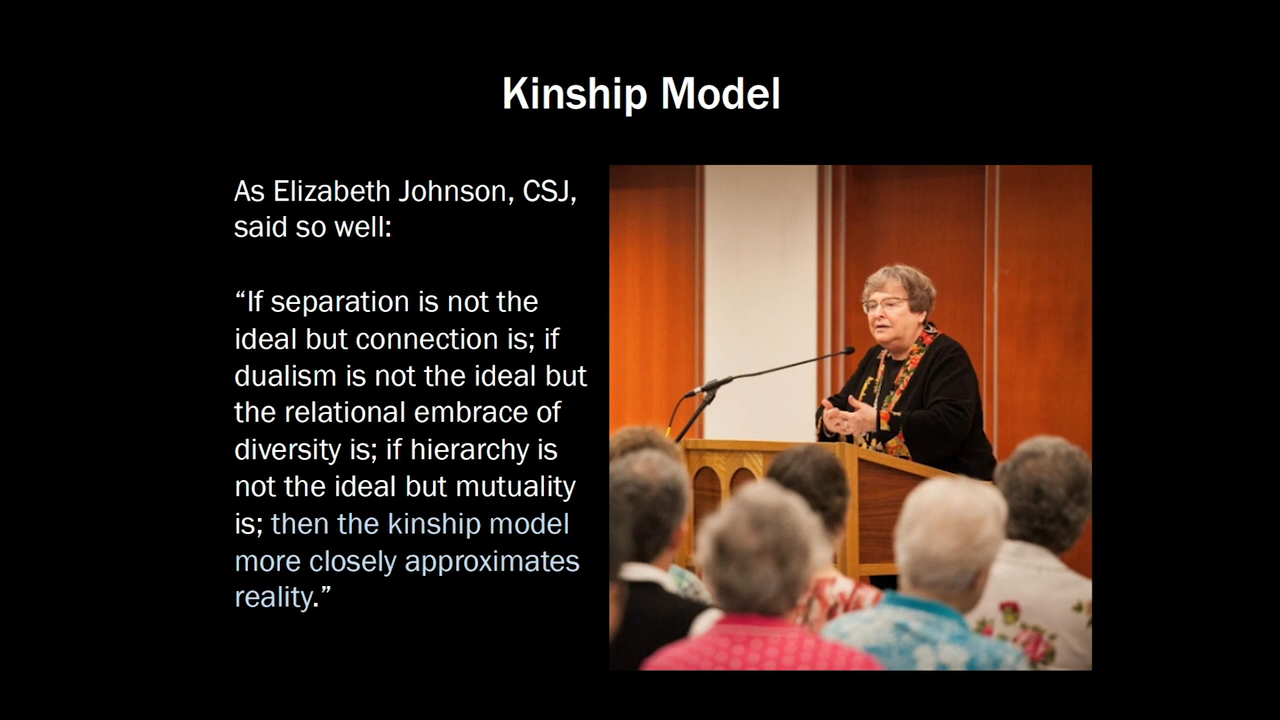 Kinship Model
As Elizabeth Johnson, CSJ,
said so well:
“If separation is not the
ideal but connection is; if
dualism is not the ideal but
the relational embrace of
diversity is; if hierarchy is
not the ideal but mutuality
is; then the kinship model
more closely approximates
reality.”